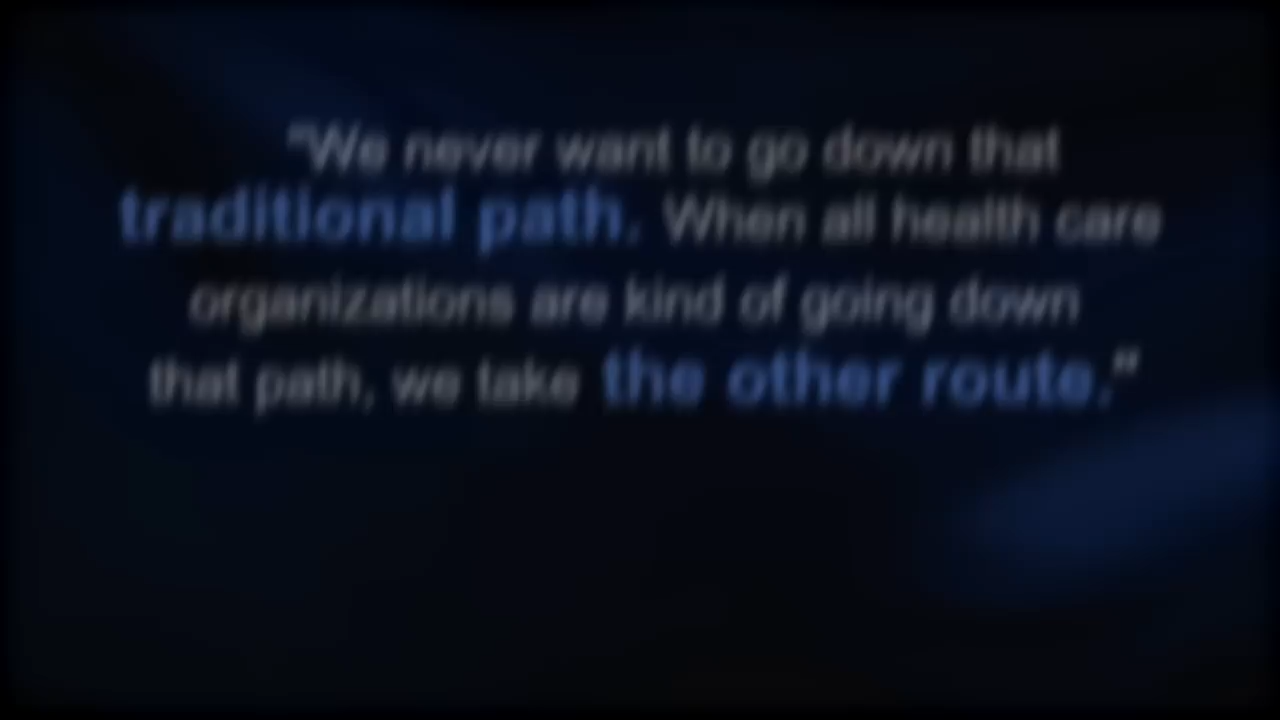 "We never want to go down that
traditional path. When all health care
organizations are kind of going down
that path, we take the other route."